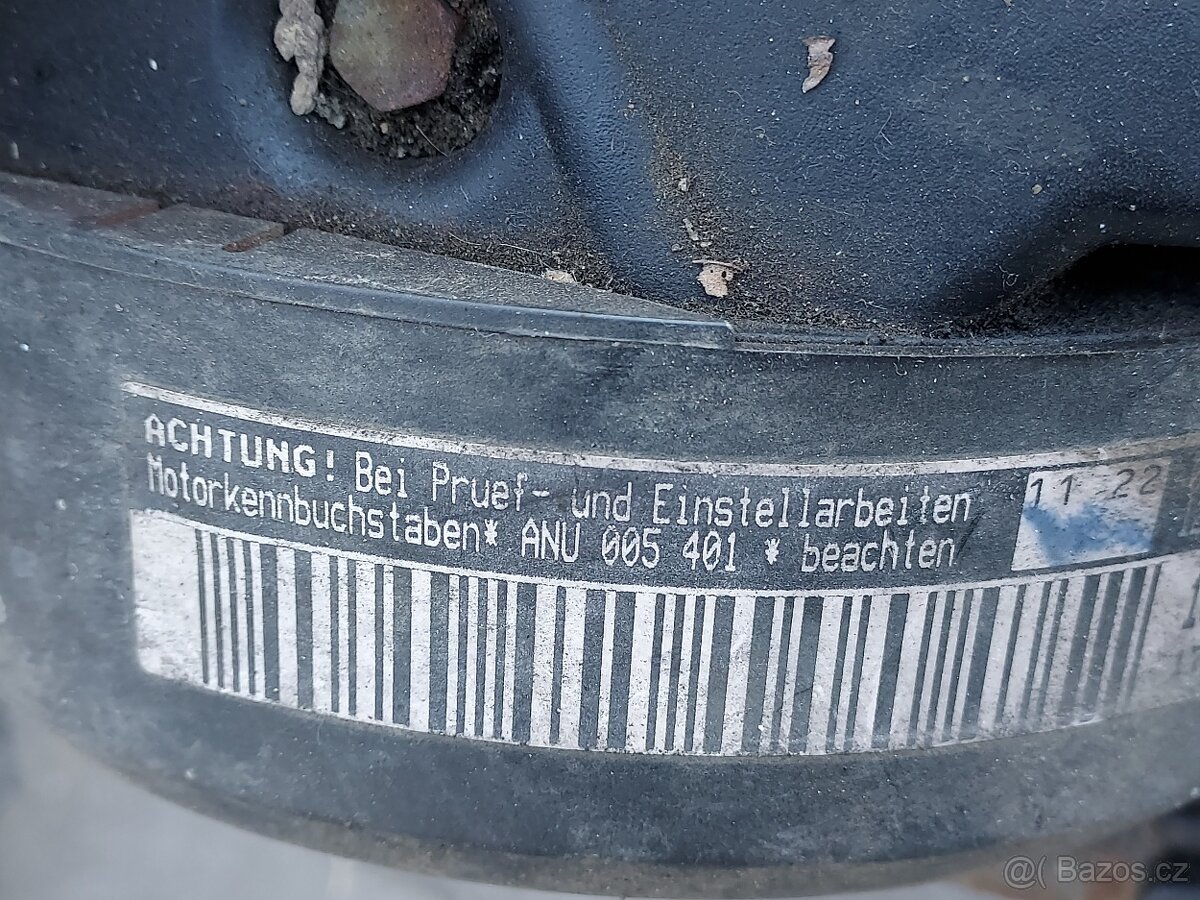 ACHTUNG! Bei Pruef- und Einstellarbeiten
Motorkennbuchstaben* ANU 005 401 * beachten
11 22
@( Bazos.cz